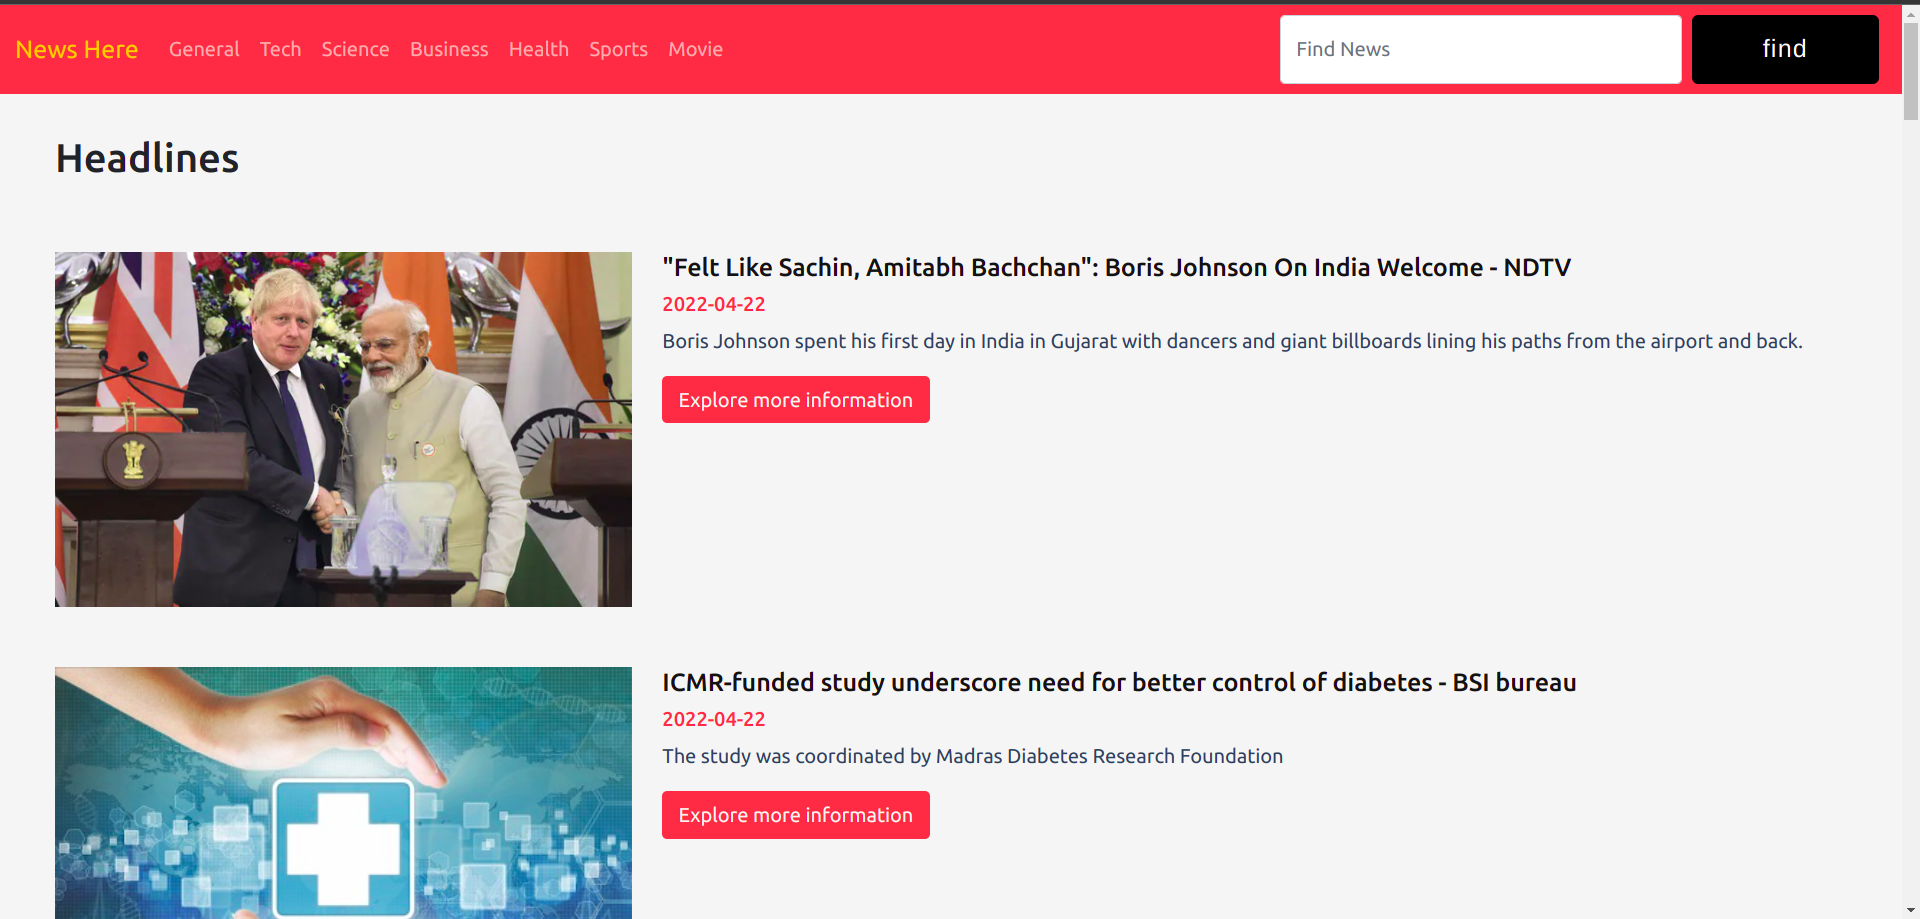 News Here General Tech Science Business Health Sports Movie Find News find
Headlines
"Felt Like Sachin, Amitabh Bachchan": Boris Johnson On India Welcome - NDTV
2022-04-22
Boris Johnson spent his first day in India in Gujarat with dancers and giant billboards lining his paths from the airport and back.
Explore more information
ICMR-funded study underscore need for better control of diabetes - BSI bureau
2022-04-22
The study was coordinated by Madras Diabetes Research Foundation
Explore more information